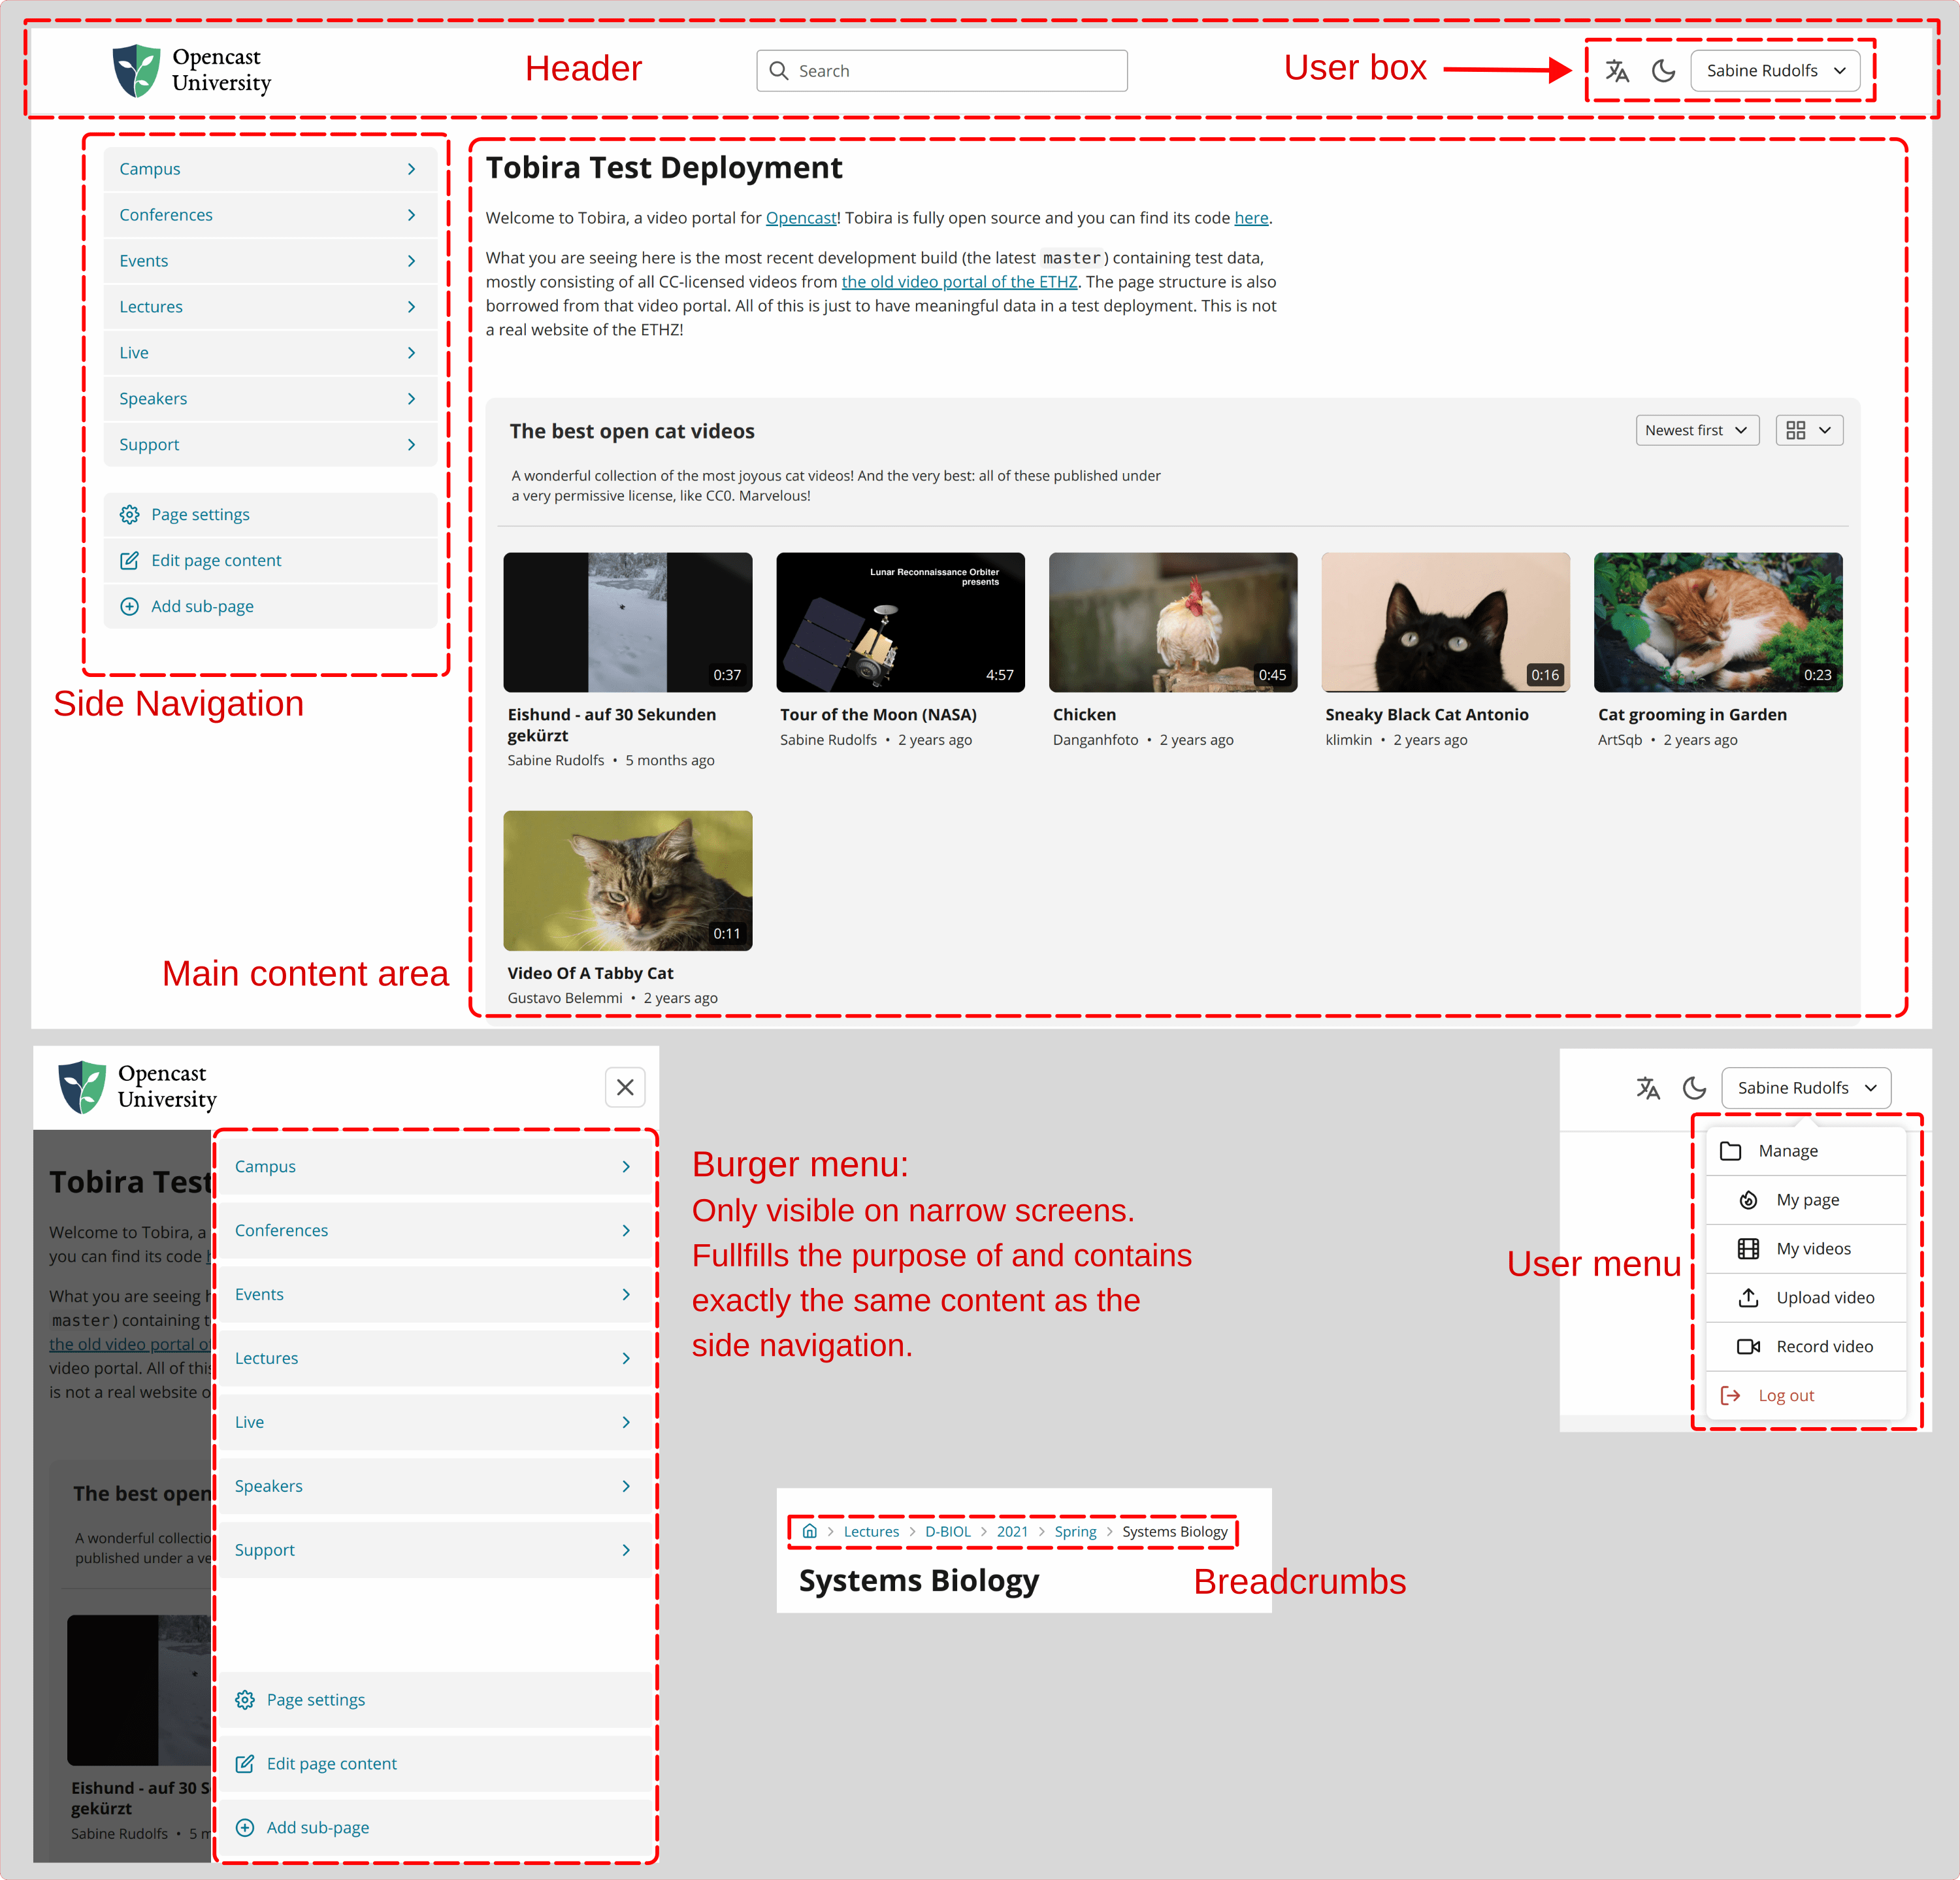 Opencast
University
Header
Search
User box
Sabine Rudolfs
Campus
Conferences
Events
Lectures
Live
Speakers
Support
Page settings
Edit page content
Add sub-page
Side Navigation
Tobira Test Deployment
Welcome to Tobira, a video portal for Opencast! Tobira is fully open source and you can find its code here.
What you are seeing here is the most recent development build (the latest master) containing test data,
mostly consisting of all CC-licensed videos from the old video portal of the ETHZ. The page structure is also
borrowed from that video portal. All of this is just to have meaningful data in a test deployment. This is not
a real website of the ETHZ!
The best open cat videos
Newest first
A wonderful collection of the most joyous cat videos! And the very best: all of these published under
a very permissive license, like CC0. Marvelous!
0:37
Eishund - auf 30 Sekunden
gekürzt
Sabine Rudolfs • 5 months ago
Lunar Reconnaissance Orbiter
presents
4:57
Tour of the Moon (NASA)
Sabine Rudolfs • 2 years ago
0:45
Chicken
Danganhfoto • 2 years ago
0:16
Sneaky Black Cat Antonio
klimkin • 2 years ago
0:23
Cat grooming in Garden
ArtSqb • 2 years ago
0:11
Video Of A Tabby Cat
Gustavo Belemmi • 2 years ago
Main content area
Opencast
University
Tobira Test
Welcome to Tobira, a
you can find its code
What you are seeing
master) containing
the old video portal
video portal. All of
is not a real website
The best open
A wonderful
published under a
Eishund - auf 30
gekürzt
Sabine Rudolfs • 5
Campus
Conferences
Events
Lectures
Live
Speakers
Support
Page settings
Edit page content
Add sub-page
Burger menu:
Only visible on narrow screens.
Fullfills the purpose of and contains
exactly the same content as the
side navigation.
Sabine Rudolfs
Manage
My page
My videos
Upload video
Record video
Log out
User menu
Lectures > D-BIOL > 2021 > Spring > Systems Biology
Systems Biology
Breadcrumbs